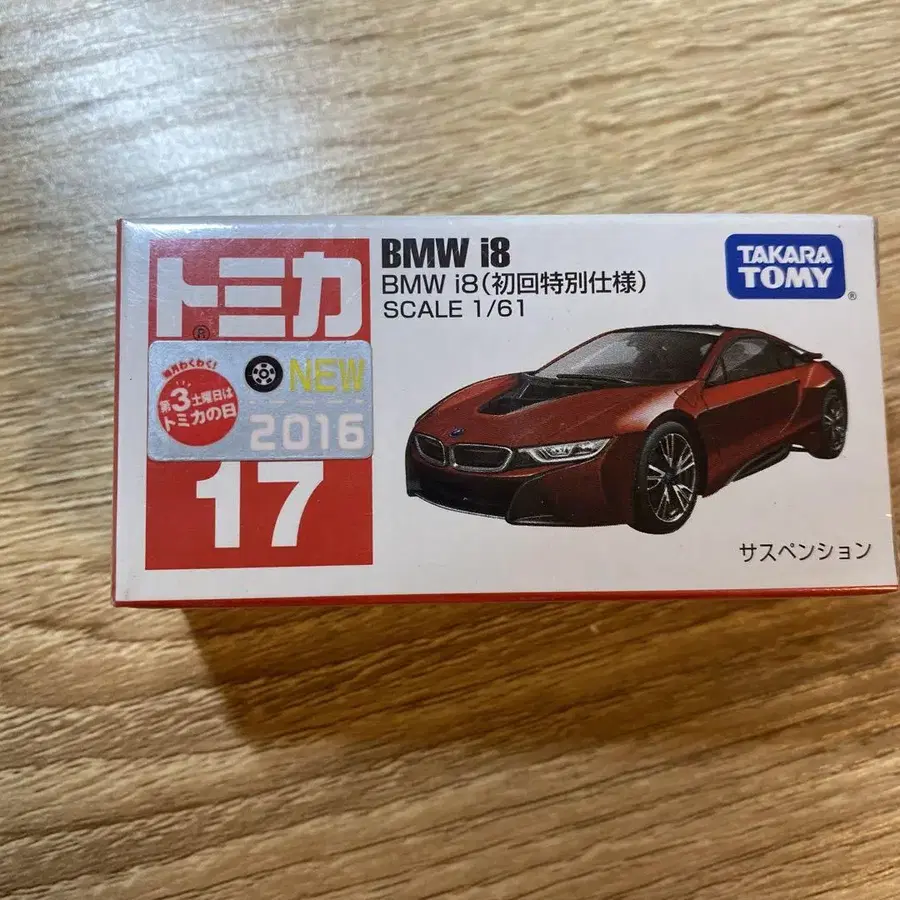 トミカ
®
毎月わくわく!
第3土曜日は
トミカの日
NEW
2016
17
BMW i8
BMW i8(初回特別仕様)
SCALE 1/61
TAKARA
TOMY
®
サスペンション